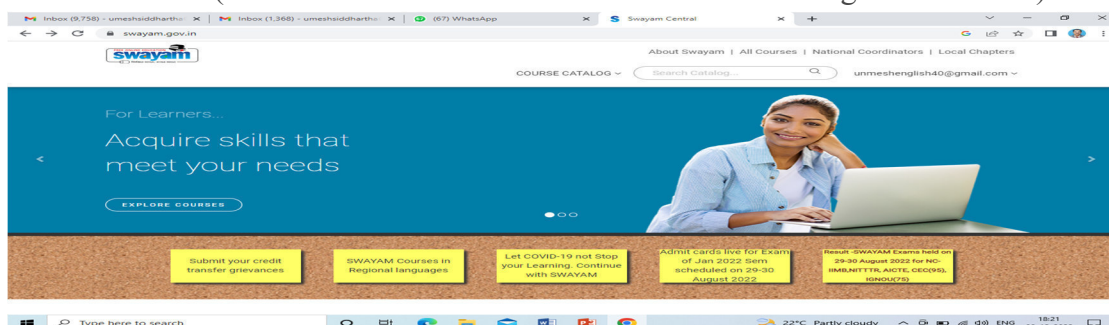 Inbox (9,758) - umeshsiddhartha
Inbox (1,368) - umeshsiddhartha
(67) WhatsApp
Swayam Central
swayam.gov.in
swayam
About Swayam | All Courses | National Coordinators | Local Chapters
COURSE CATALOG
Search Catalog...
unmeshenglish40@gmail.com
For Learners...
Acquire skills that
meet your needs
EXPLORE COURSES
Submit your credit
transfer grievances
SWAYAM Courses in
Regional languages
Let COVID-19 not Stop
your Learning. Continue
with SWAYAM
Admit cards live for Exam
of Jan 2022 Sem
scheduled on 29-30
August 2022
Result -SWAYAM Exams held on
29-30 August 2022 for NC-
IIMB,NITTTR, AICTE, CEC(95),
IGNOU(75)
Type here to search
22°C Partly cloudy
ENG
18:21